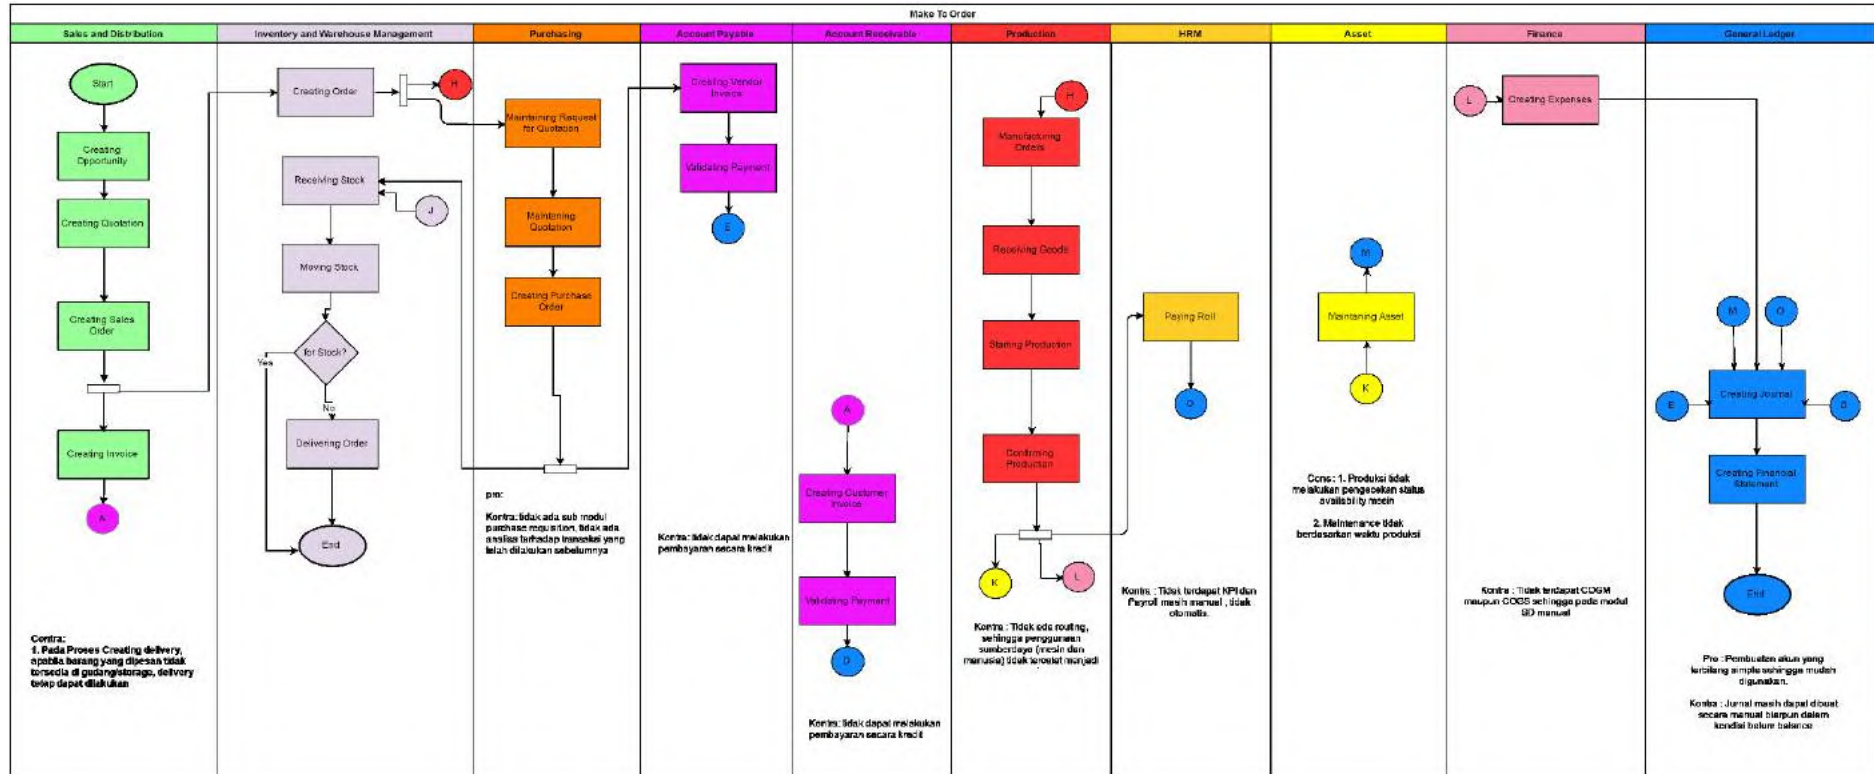 Make To Order
Sales and Distribution
Inventory and Warehouse Management
Purchasing
Account Payable
Account Receivable
Production
HRM
Asset
Finance
General Ledger
Start
Creating
Opportunity
Creating Quotation
Creating Sales
Order
Creating Invoice
A
Contra:
1. Pada Proses Creating delivery,
apabila barang yang dipesan tidak
tersedia di gudang/storage, delivery
tetap dapat dilakukan
Creating Order
H
Receiving Stock
J
Moving Stock
for Stock?
Yes
No
Delivering Order
End
Maintaining Request
for Quotation
Maintaining
Quotation
Creating Purchase
Order
pro:
Kontra: tidak ada sub modul
purchase requisition, tidak ada
analisa terhadap transaksi yang
telah dilakukan sebelumnya
Creating Vendor
Invoice
Validating Payment
E
Kontra: tidak dapat melakukan
pembayaran secara kredit
A
Creating Customer
Invoice
Validating Payment
D
Kontra: tidak dapat melakukan
pembayaran secara kredit
H
Manufacturing
Orders
Receiving Goods
Starting Production
Confirming
Production
K
L
Kontra : Tidak ada routing,
sehingga penggunaan
sumberdaya (mesin dan
manusia) tidak tercatat menjadi
Paying Roll
O
Kontra : Tidak terdapat KPI dan
Payroll masih manual , tidak
otomatis.
M
Maintaning Asset
K
Cons : 1. Produksi tidak
melakukan pengecekan status
availability mesin
2. Maintenance tidak
berdasarkan waktu produksi
L
Creating Expenses
Kontra : Tidak terdapat COGM
maupun COGS sehingga pada modul
SD manual
M
O
E
Creating Journal
D
Creating Financial
Statement
End
Pro : Pembuatan akun yang
terbilang simple sehingga mudah
digunakan.
Kontra : Jurnal masih dapat dibuat
secara manual biarpun dalam
kondisi belum balance